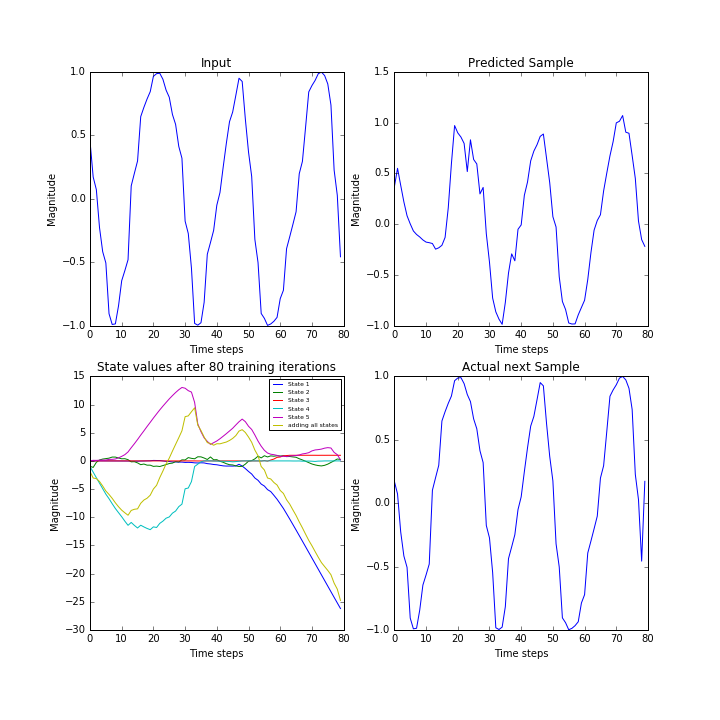 Input
1.0
0.5
0.0
−0.5
−1.0
Magnitude
0 10 20 30 40 50 60 70 80
Time steps
Predicted Sample
1.5
1.0
0.5
0.0
−0.5
−1.0
Magnitude
0 10 20 30 40 50 60 70 80
Time steps
State values after 80 training iterations
15
10
5
0
−5
−10
−15
−20
−25
−30
Magnitude
State 1
State 2
State 3
State 4
State 5
adding all states
0 10 20 30 40 50 60 70 80
Time steps
Actual next Sample
1.0
0.5
0.0
−0.5
−1.0
Magnitude
0 10 20 30 40 50 60 70 80
Time steps